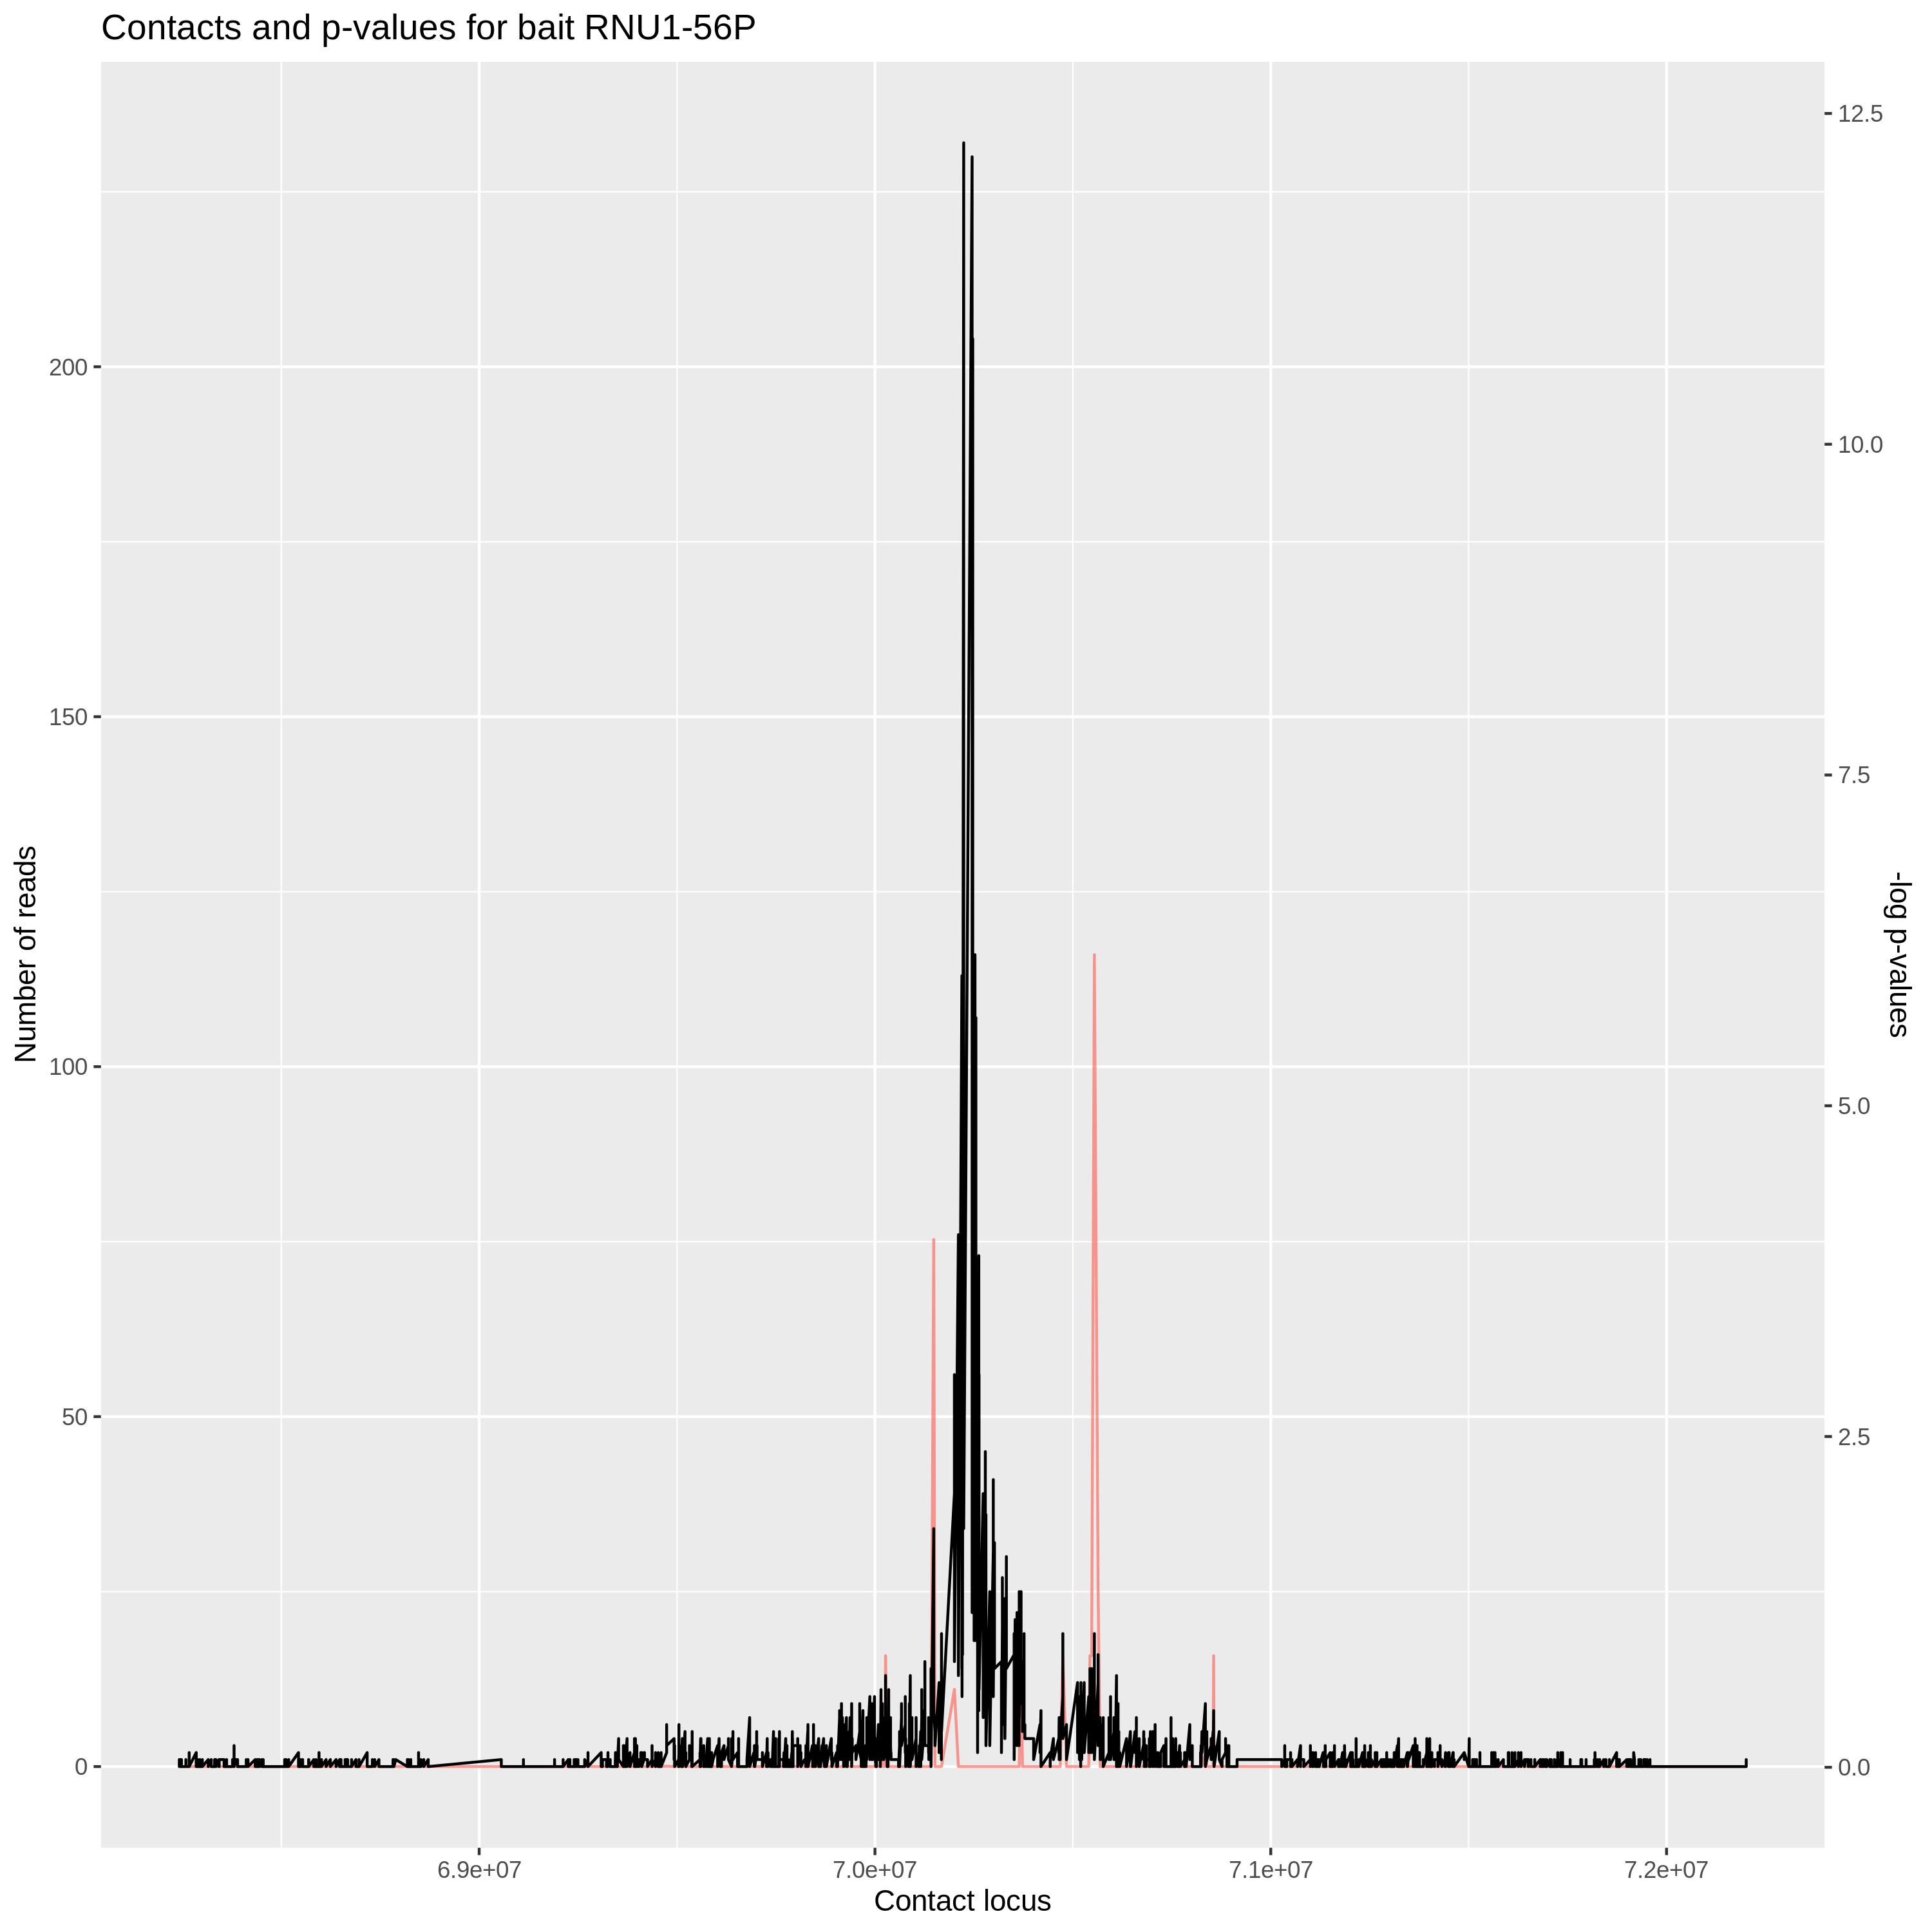 Contacts and p-values for bait RNU1-56P
Number of reads
200
150
100
50
0
12.5
10.0
7.5
5.0
2.5
0.0
-log p-values
6.9e+07 7.0e+07 7.1e+07 7.2e+07
Contact locus